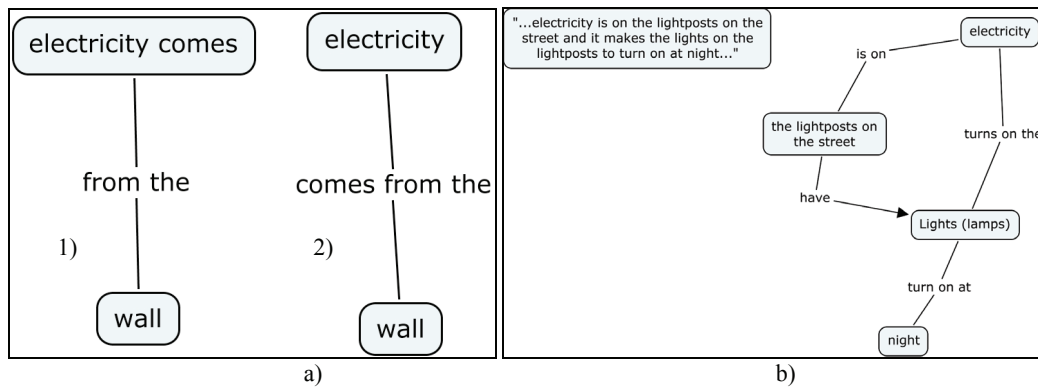 electricity comes
from the
1)
wall
electricity
comes from the
2)
wall
a)
"...electricity is on the lightposts on the
street and it makes the lights on the
lightposts to turn on at night..."
electricity
is on
the lightposts on
the street
turns on the
have
Lights (lamps)
turn on at
night
b)